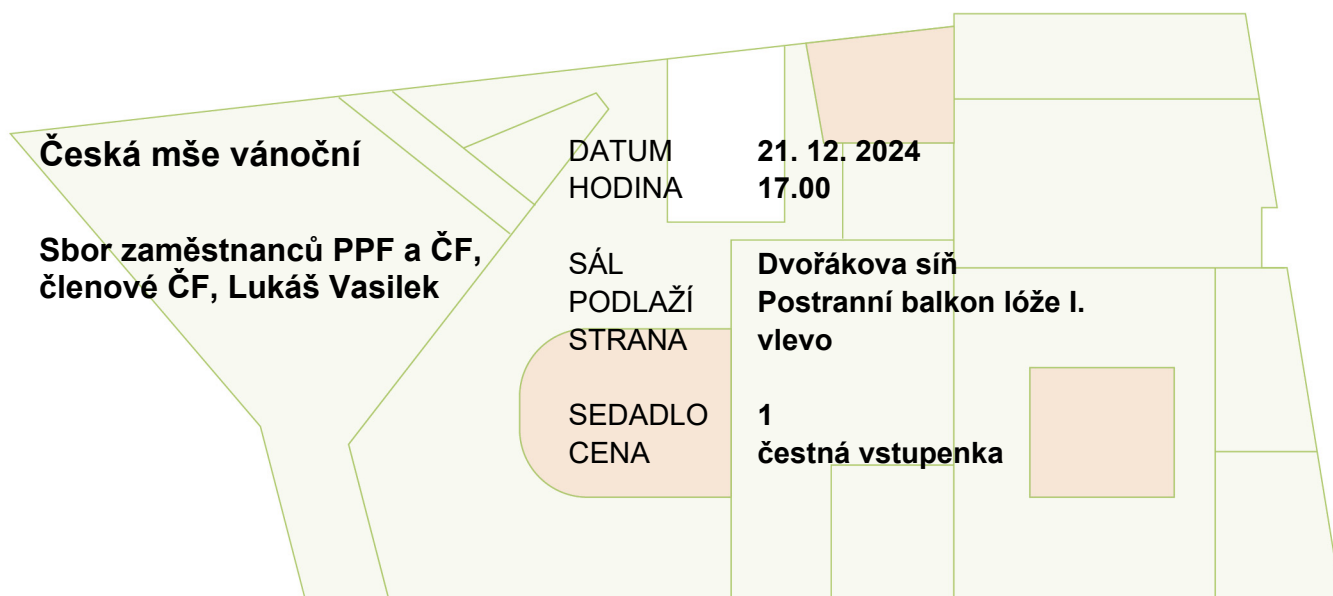 Česká mše vánoční
Sbor zaměstnanců PPF a ČF,
členové ČF, Lukáš Vasilek
DATUM 21. 12. 2024
HODINA 17.00
SÁL Dvořákova síň
PODLAŽÍ Postranní balkon lóže I.
STRANA vlevo
SEDADLO 1
CENA čestná vstupenka